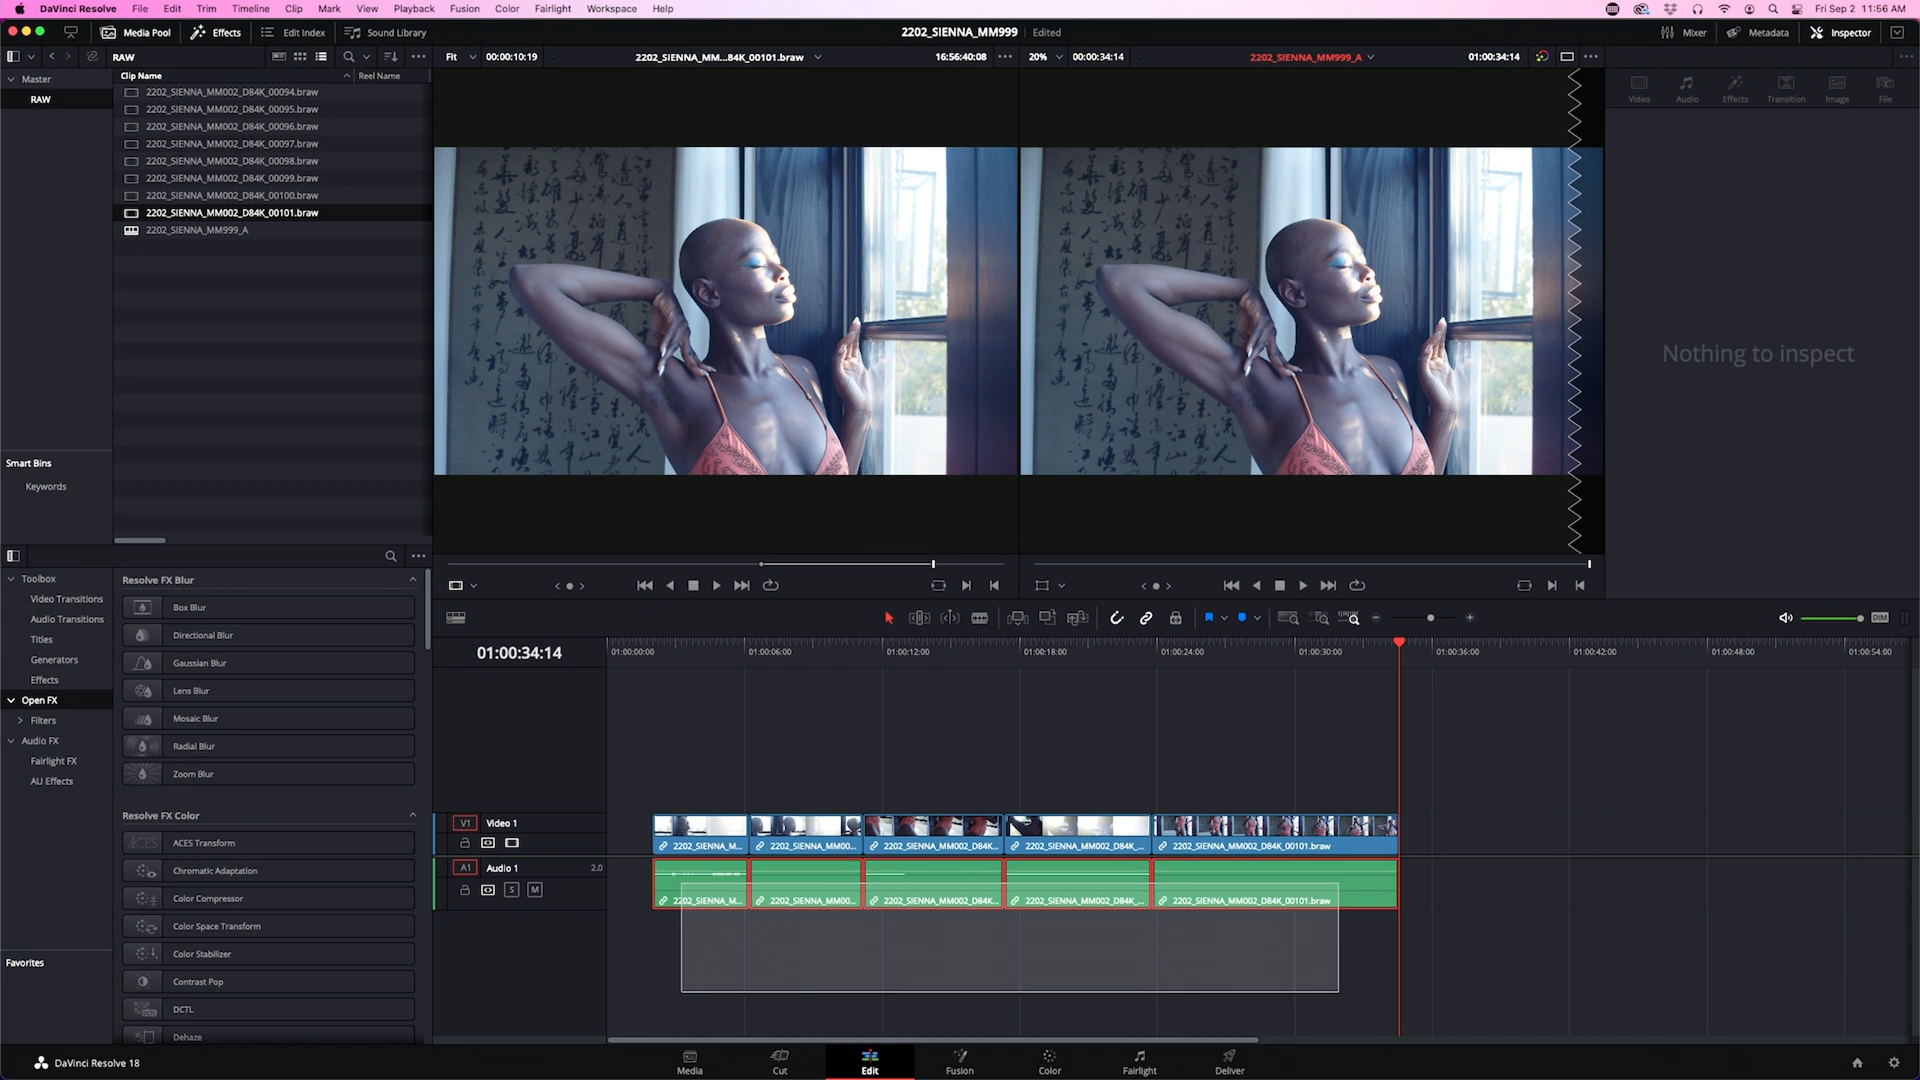 DaVinci Resolve File Edit Trim Timeline Clip Mark View Playback Fusion Color Fairlight Workspace Help Fri Sep 2 11:56 AM
Media Pool Effects Edit Index Sound Library 2202_SIENNA_MM999 Edited Mixer Metadata Inspector
RAW Fit 00:00:10:19 2202_SIENNA_MM...84K_00101.braw 16:56:40:08 20% 00:00:34:14 2202_SIENNA_MM999_A 01:00:34:14
Master
RAW
Clip Name Reel Name
2202_SIENNA_MM002_D84K_00094.braw
2202_SIENNA_MM002_D84K_00095.braw
2202_SIENNA_MM002_D84K_00096.braw
2202_SIENNA_MM002_D84K_00097.braw
2202_SIENNA_MM002_D84K_00098.braw
2202_SIENNA_MM002_D84K_00099.braw
2202_SIENNA_MM002_D84K_00100.braw
2202_SIENNA_MM002_D84K_00101.braw
2202_SIENNA_MM999_A
Video Audio Effects Transition Image File
Nothing to inspect
Smart Bins
Keywords
Toolbox
Video Transitions
Audio Transitions
Titles
Generators
Effects
Open FX
Filters
Audio FX
Fairlight FX
AU Effects
Favorites
Resolve FX Blur
Box Blur
Directional Blur
Gaussian Blur
Lens Blur
Mosaic Blur
Radial Blur
Zoom Blur
Resolve FX Color
ACES Transform
Chromatic Adaptation
Color Compressor
Color Space Transform
Color Stabilizer
Contrast Pop
DCTL
Dehaze
DIM
01:00:34:14
01:00:00:00 01:00:06:00 01:00:12:00 01:00:18:00 01:00:24:00 01:00:30:00 01:00:36:00 01:00:42:00 01:00:48:00 01:00:54:00
V1 Video 1
2202_SIENNA_M... 2202_SIENNA_MM00... 2202_SIENNA_MM002_D84K... 2202_SIENNA_MM002_D84K_... 2202_SIENNA_MM002_D84K_00101.braw
A1 Audio 1 2.0
S M
2202_SIENNA_M... 2202_SIENNA_MM00... 2202_SIENNA_MM002_D84K... 2202_SIENNA_MM002_D84K_... 2202_SIENNA_MM002_D84K_00101.braw
DaVinci Resolve 18
Media Cut Edit Fusion Color Fairlight Deliver